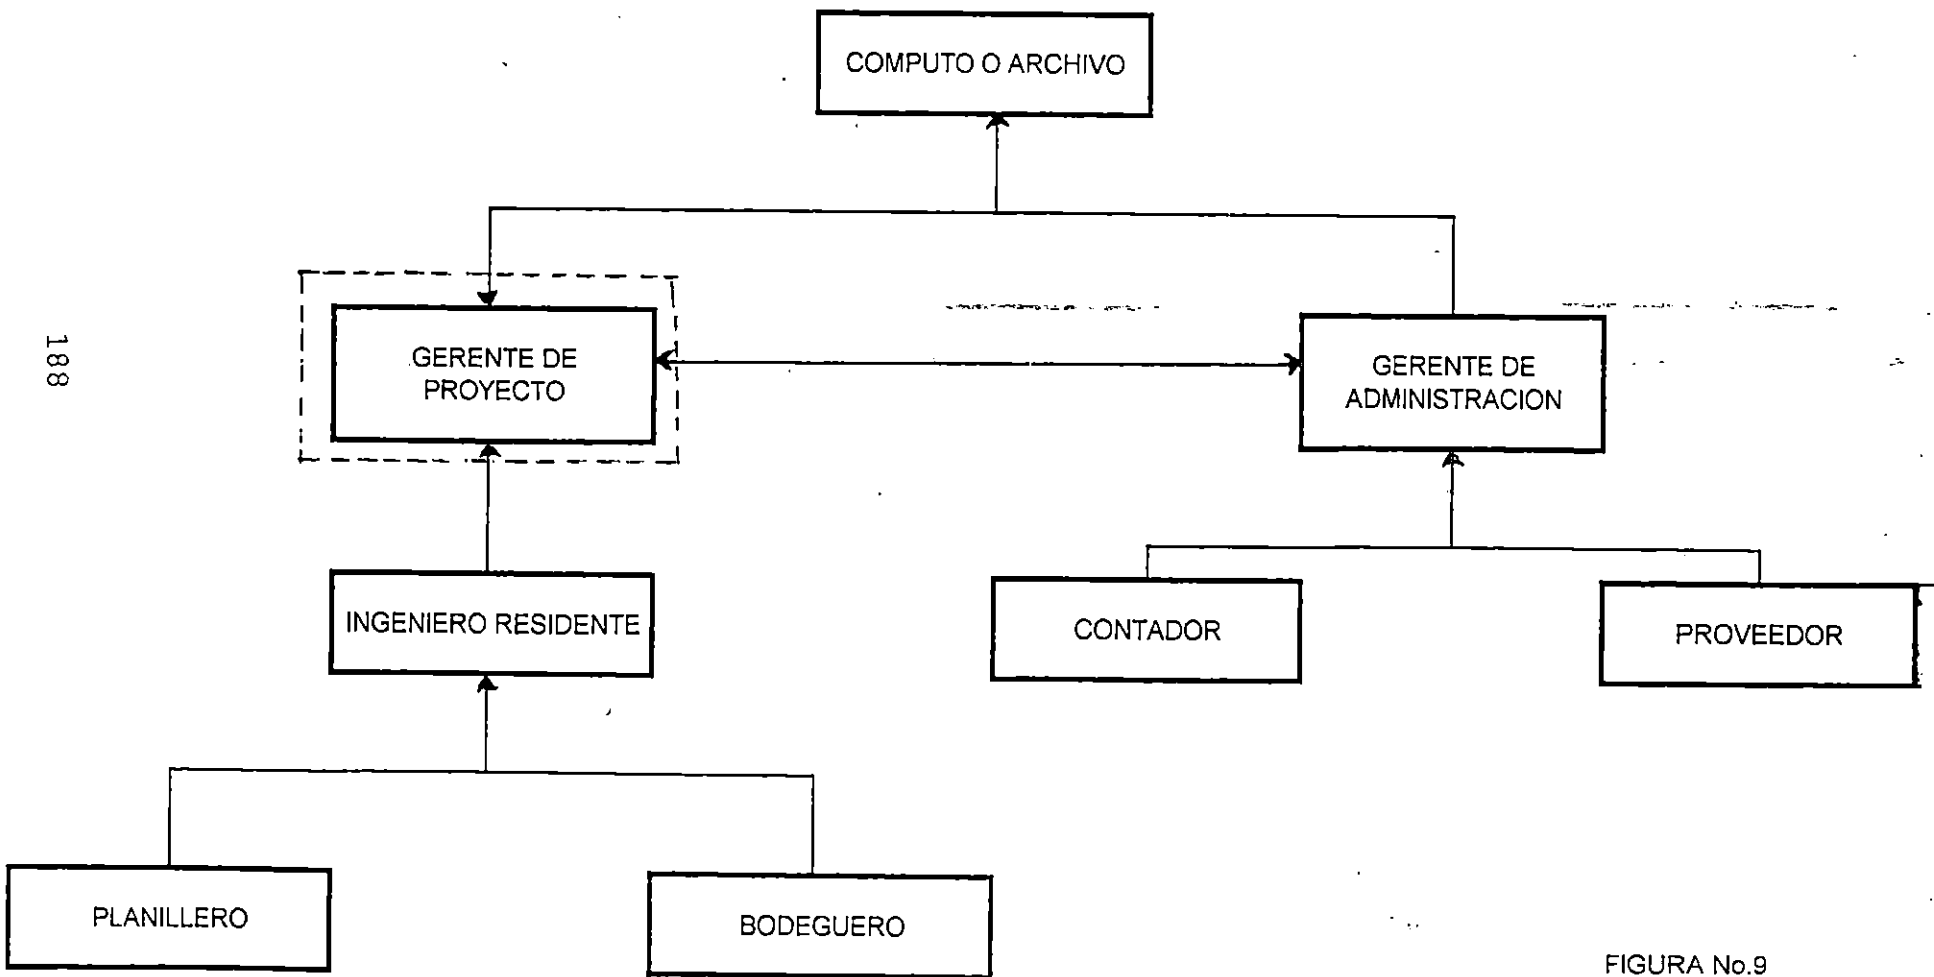 COMPUTO O ARCHIVO
188
GERENTE DE
PROYECTO
GERENTE DE
ADMINISTRACION
INGENIERO RESIDENTE
CONTADOR
PROVEEDOR
PLANILLERO
BODEGUERO
FIGURA No.9